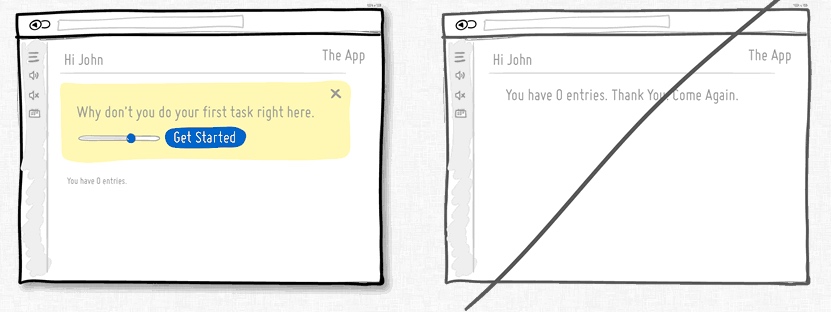 Hi John
The App
Why don't you do your first task right here.
Get Started
You have 0 entries.
Hi John
The App
You have 0 entries. Thank You. Come Again.